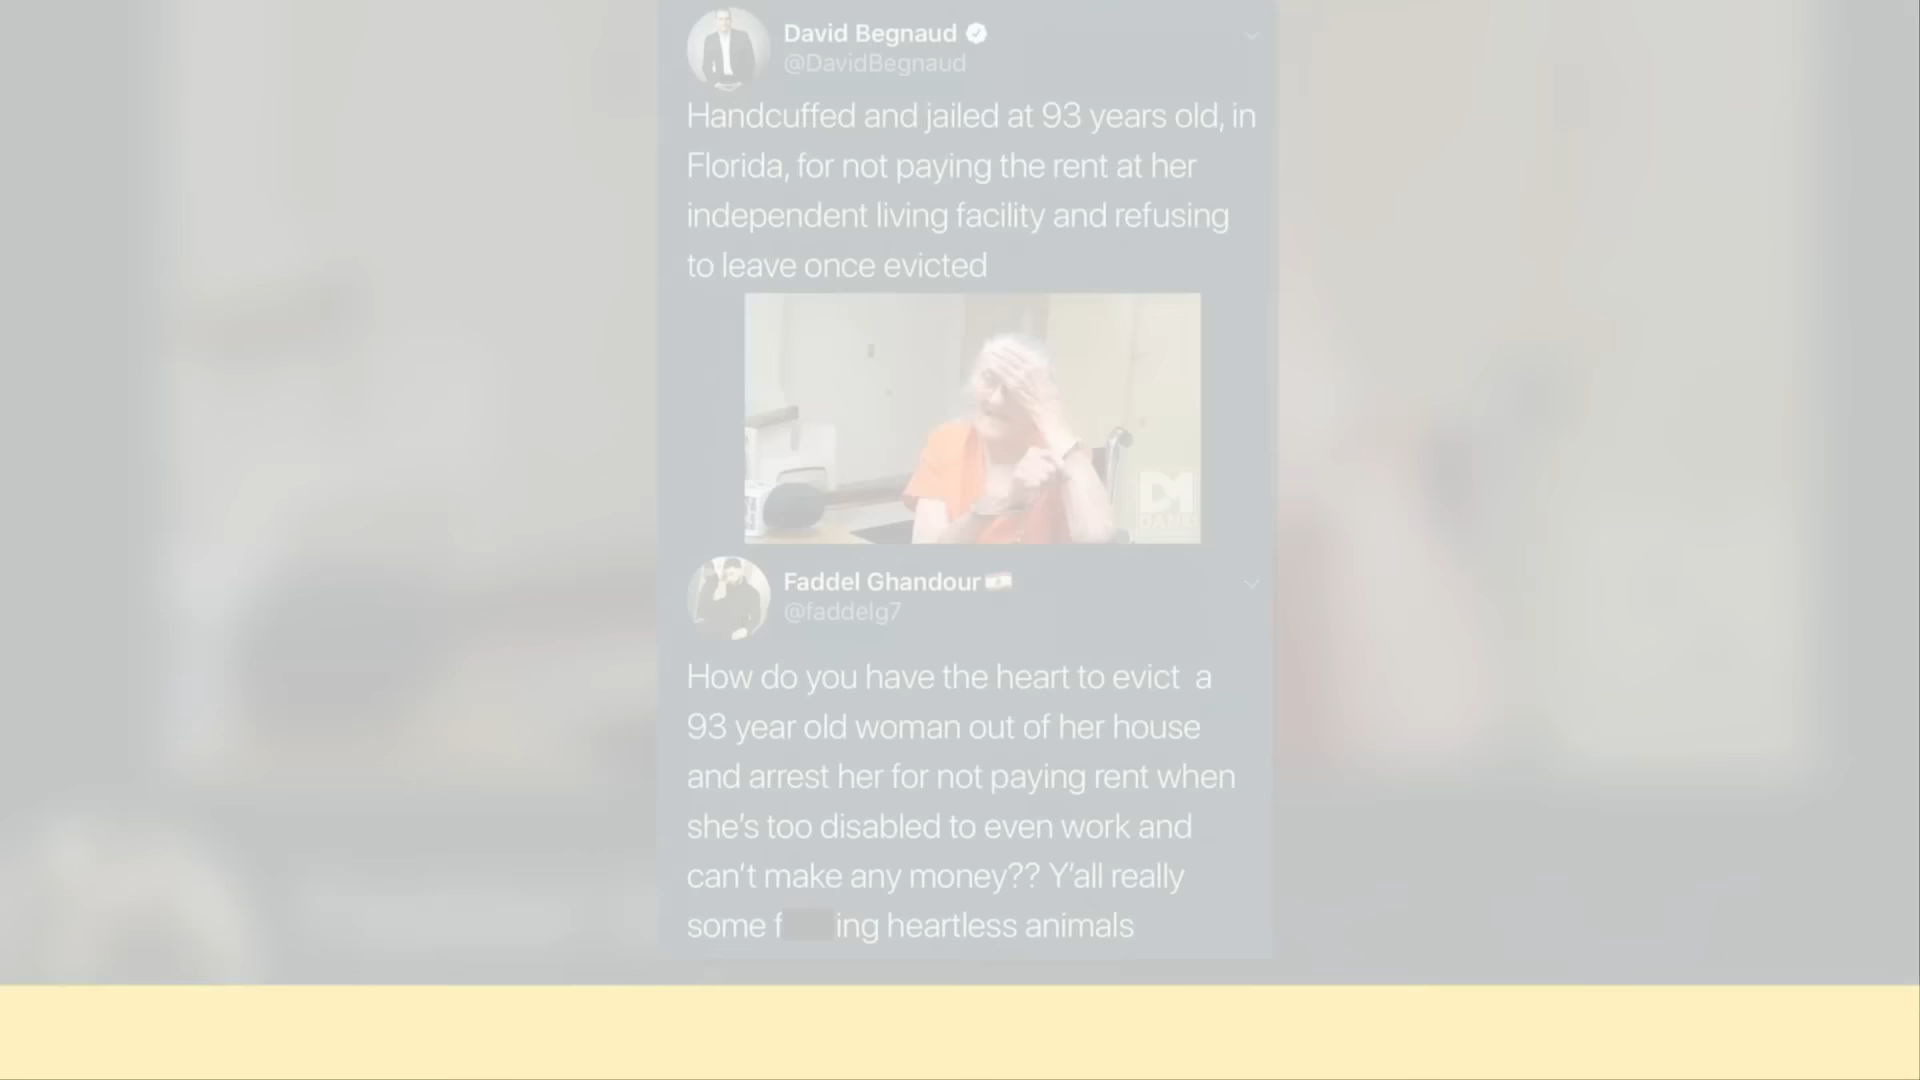 David Begnaud
@DavidBegnaud
Handcuffed and jailed at 93 years old, in
Florida, for not paying the rent at her
independent living facility and refusing
to leave once evicted
DM
BANK
Faddel Ghandour
@faddelg7
How do you have the heart to evict a
93 year old woman out of her house
and arrest her for not paying rent when
she's too disabled to even work and
can't make any money?? Y'all really
some f ing heartless animals